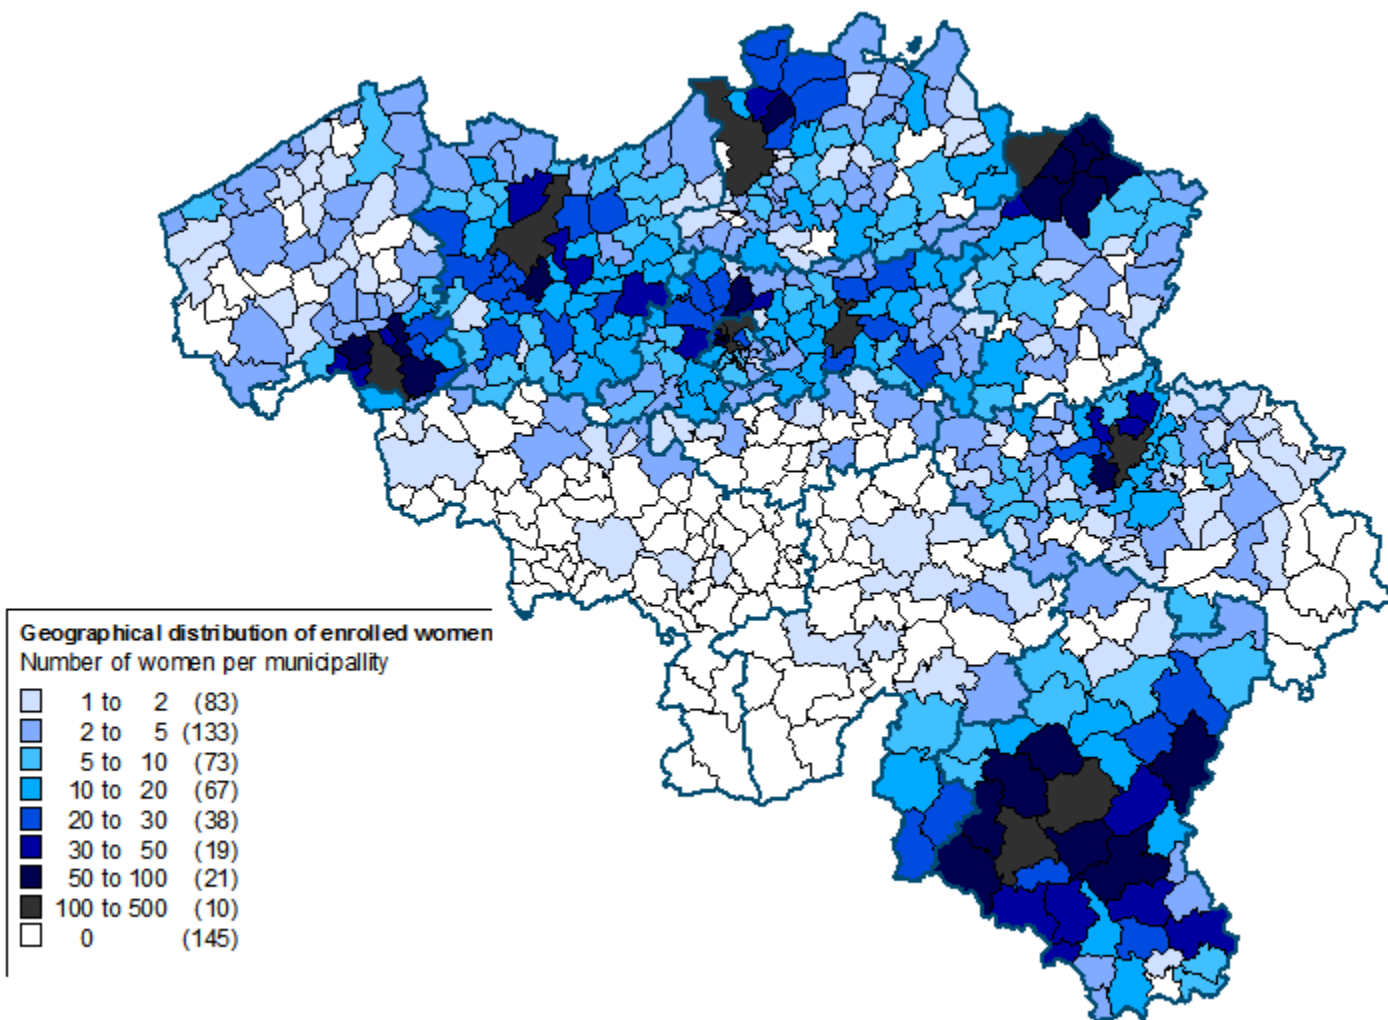 Geographical distribution of enrolled women
Number of women per municipallity
1 to 2 (83)
2 to 5 (133)
5 to 10 (73)
10 to 20 (67)
20 to 30 (38)
30 to 50 (19)
50 to 100 (21)
100 to 500 (10)
0 (145)